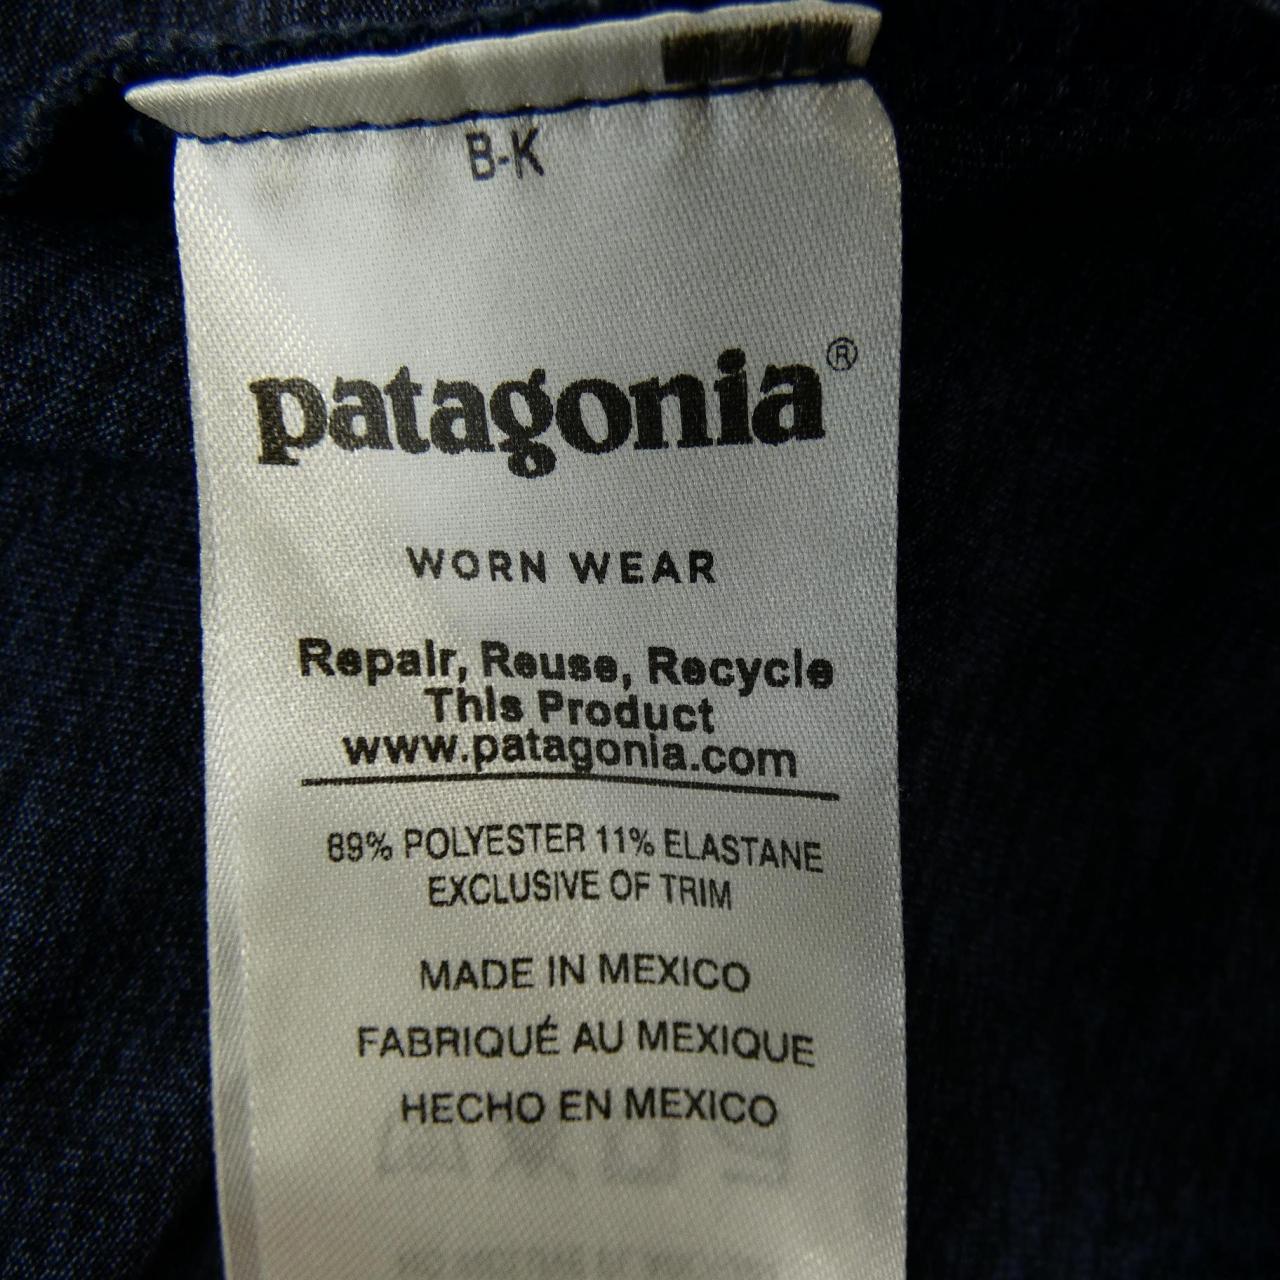 B-K
patagonia®
WORN WEAR
Repair, Reuse, Recycle
This Product
www.patagonia.com
89% POLYESTER 11% ELASTANE
EXCLUSIVE OF TRIM
MADE IN MEXICO
FABRIQUÉ AU MEXIQUE
HECHO EN MEXICO